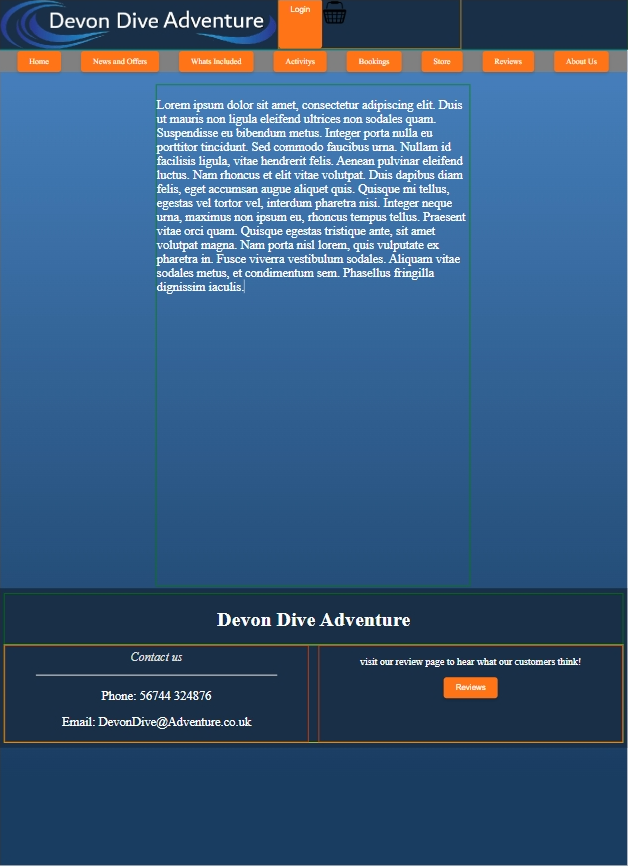 Devon Dive Adventure
Login
Home News and Offers Whats Included Activitys Bookings Store Reviews About Us
Lorem ipsum dolor sit amet, consectetur adipiscing elit. Duis
ut mauris non ligula eleifend ultrices non sodales quam.
Suspendisse eu bibendum metus. Integer porta nulla eu
porttitor tincidunt. Sed commodo faucibus urna. Nullam id
facilisis ligula, vitae hendrerit felis. Aenean pulvinar eleifend
luctus. Nam rhoncus et elit vitae volutpat. Duis dapibus diam
felis, eget accumsan augue aliquet quis. Quisque mi tellus,
egestas vel tortor vel, interdum pharetra nisi. Integer neque
urna, maximus non ipsum eu, rhoncus tempus tellus. Praesent
vitae orci quam. Quisque egestas tristique ante, sit amet
volutpat magna. Nam porta nisl lorem, quis vulputate ex
pharetra in. Fusce viverra vestibulum sodales. Aliquam vitae
sodales metus, et condimentum sem. Phasellus fringilla
dignissim iaculis.
Devon Dive Adventure
Contact us
Phone: 56744 324876
Email: DevonDive@Adventure.co.uk
visit our review page to hear what our customers think!
Reviews